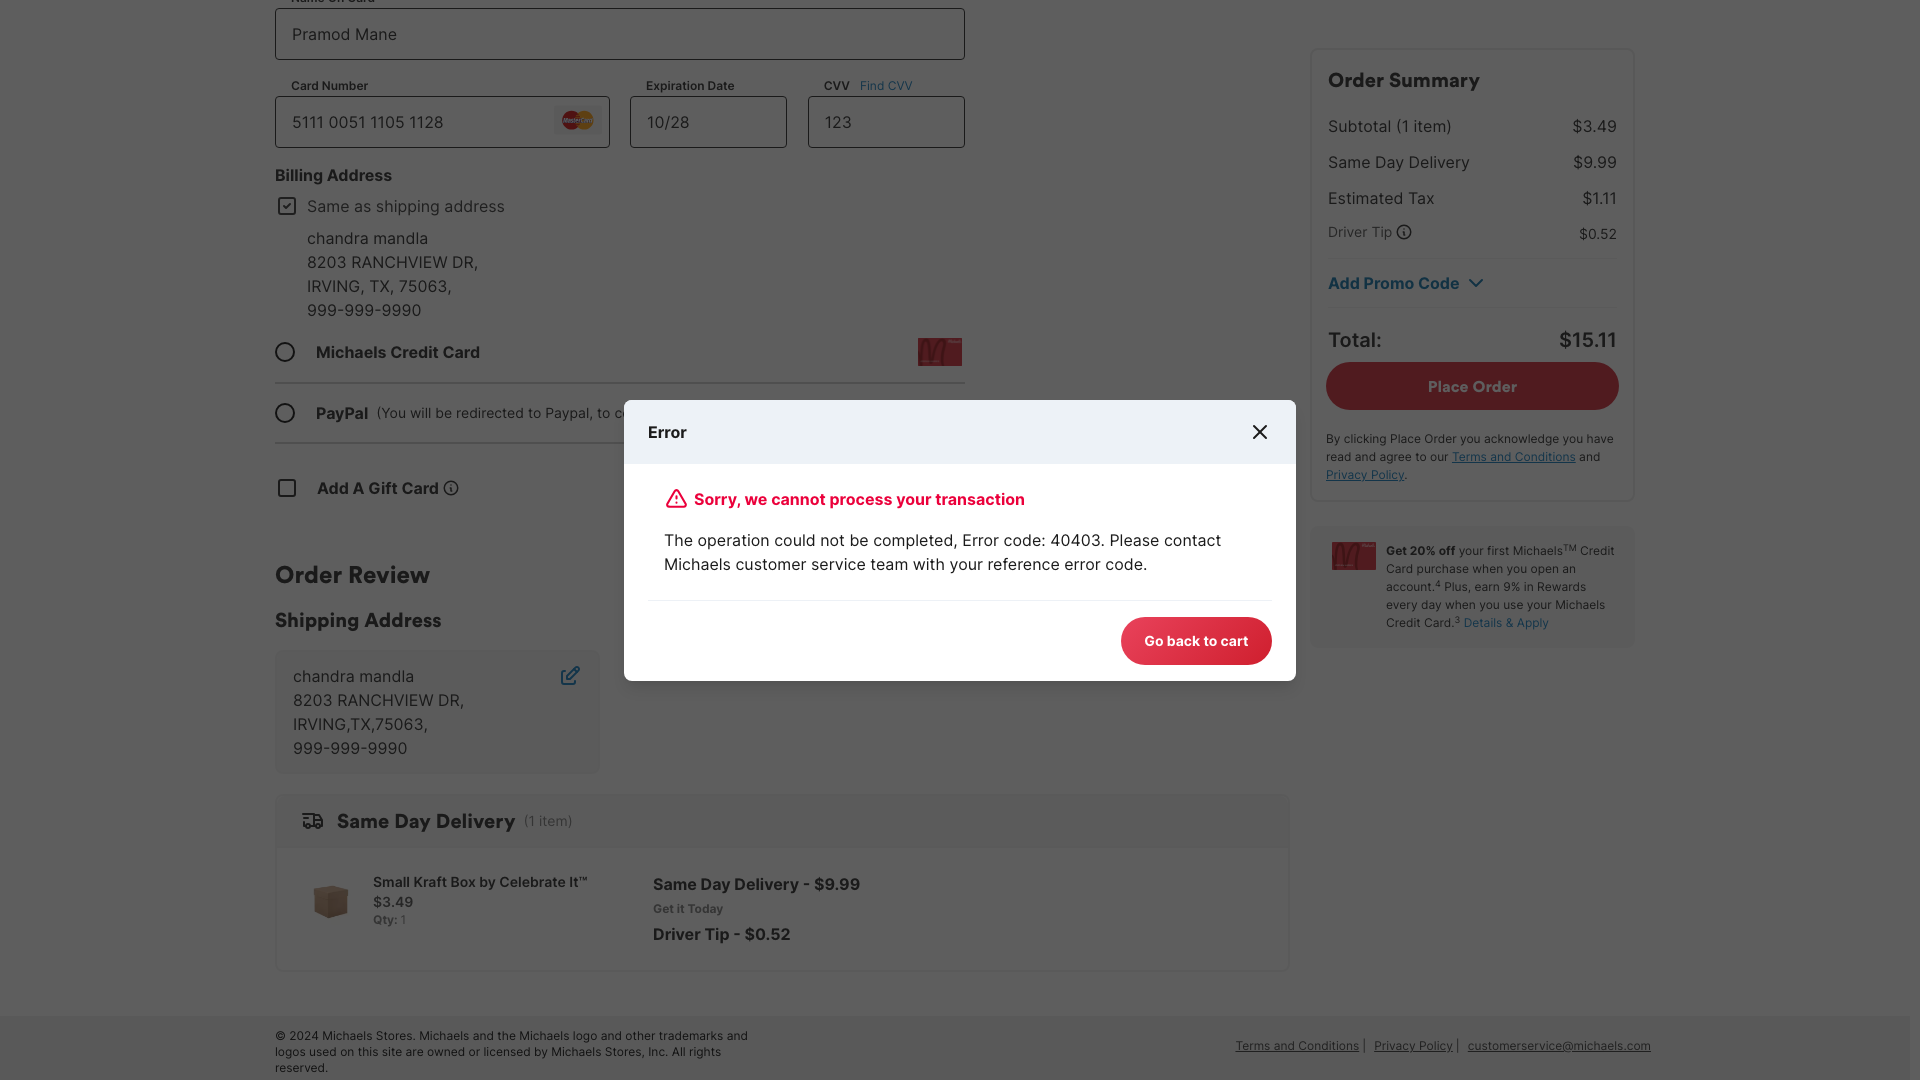 Pramod Mane
Card Number
Expiration Date
CVV Find CVV
5111 0051 1105 1128
MasterCard
10/28
123
Billing Address
Same as shipping address
chandra mandla
8203 RANCHVIEW DR,
IRVING, TX, 75063,
999-999-9990
Michaels Credit Card
PayPal (You will be redirected to Paypal, to
Add A Gift Card
Order Review
Shipping Address
chandra mandla
8203 RANCHVIEW DR,
IRVING,TX,75063,
999-999-9990
Same Day Delivery (1 item)
Small Kraft Box by Celebrate It™
$3.49
Qty: 1
Same Day Delivery - $9.99
Get it Today
Driver Tip - $0.52
Order Summary
Subtotal (1 item) $3.49
Same Day Delivery $9.99
Estimated Tax $1.11
Driver Tip $0.52
Add Promo Code
Total: $15.11
Place Order
By clicking Place Order you acknowledge you have
read and agree to our Terms and Conditions and
Privacy Policy.
Get 20% off your first MichaelsTM Credit
Card purchase when you open an
account.4 Plus, earn 9% in Rewards
every day when you use your Michaels
Credit Card.3 Details & Apply
Error
Sorry, we cannot process your transaction
The operation could not be completed, Error code: 40403. Please contact
Michaels customer service team with your reference error code.
Go back to cart
© 2024 Michaels Stores. Michaels and the Michaels logo and other trademarks and
logos used on this site are owned or licensed by Michaels Stores, Inc. All rights
reserved.
Terms and Conditions | Privacy Policy | customerservice@michaels.com